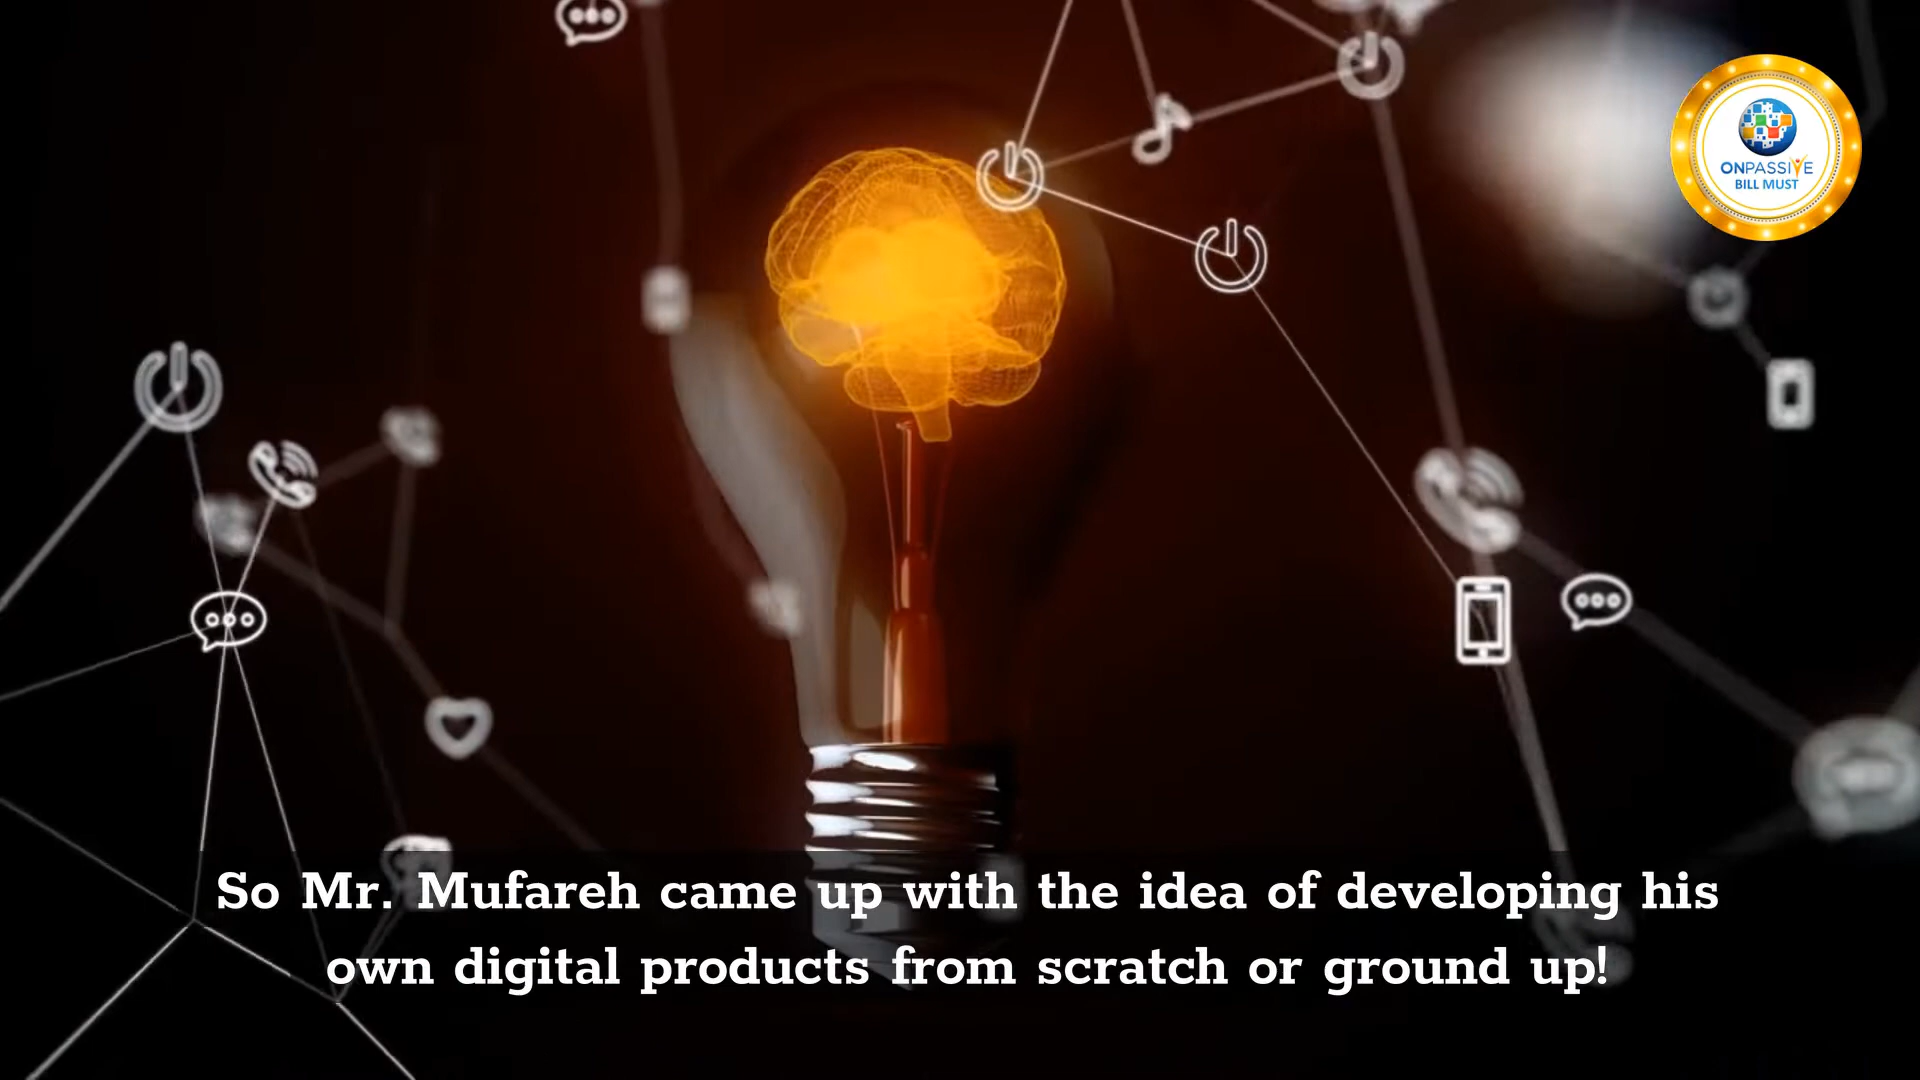 ONPASSIVE
BILL MUST
So Mr. Mufareh came up with the idea of developing his
own digital products from scratch or ground up!